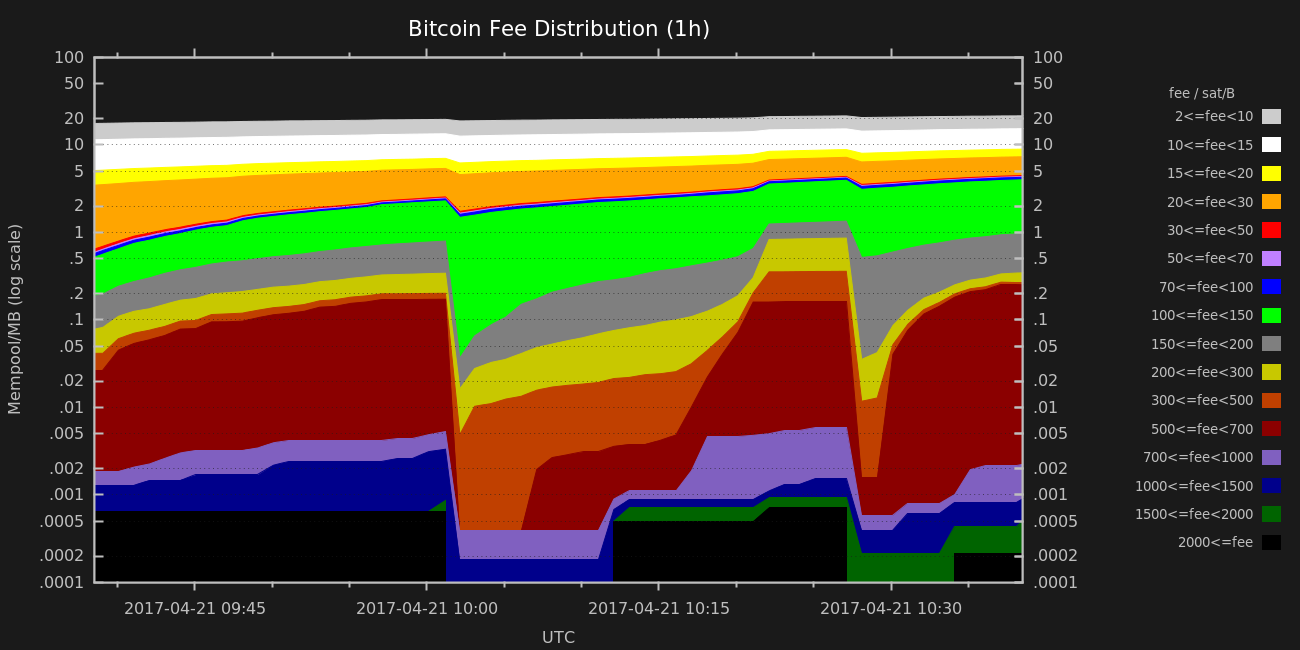 Bitcoin Fee Distribution (1h)
100
50
20
10
5
2
1
.5
.2
.1
.05
.02
.01
.005
.002
.001
.0005
.0002
.0001
Mempool/MB (log scale)
100
50
20
10
5
2
1
.5
.2
.1
.05
.02
.01
.005
.002
.001
.0005
.0002
.0001
2017-04-21 09:45
2017-04-21 10:00
2017-04-21 10:15
2017-04-21 10:30
UTC
fee / sat/B
2<=fee<10
10<=fee<15
15<=fee<20
20<=fee<30
30<=fee<50
50<=fee<70
70<=fee<100
100<=fee<150
150<=fee<200
200<=fee<300
300<=fee<500
500<=fee<700
700<=fee<1000
1000<=fee<1500
1500<=fee<2000
2000<=fee